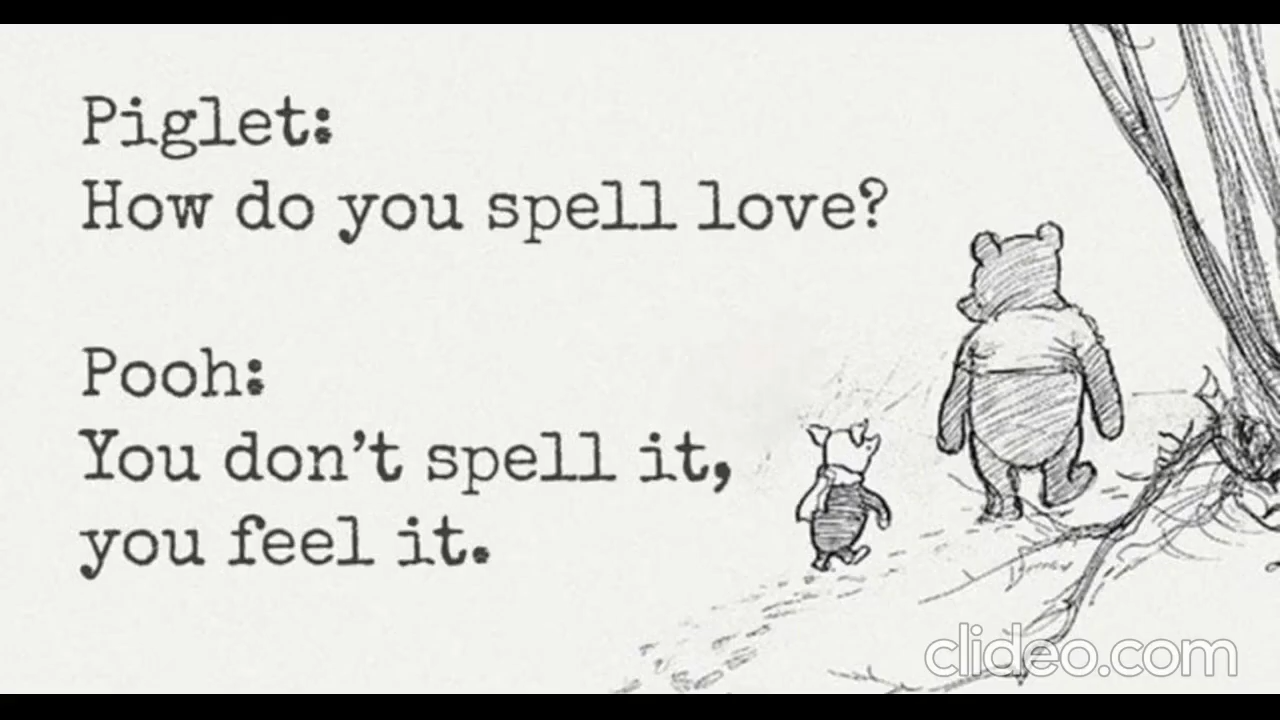 Piglet:
How do you spell love?
Pooh:
You don’t spell it,
you feel it.
clideo.com